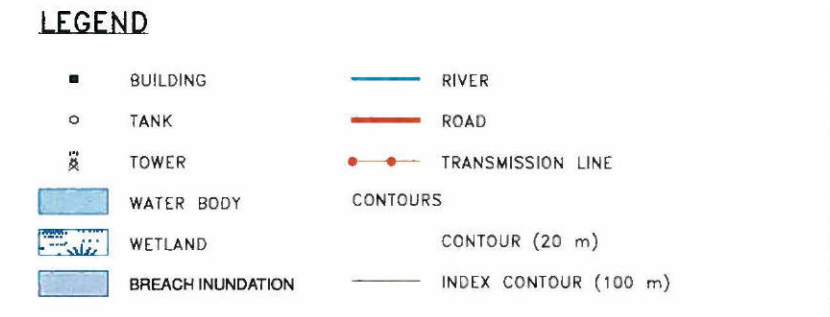 LEGEND
BUILDING
TANK
TOWER
WATER BODY
WETLAND
BREACH INUNDATION
RIVER
ROAD
TRANSMISSION LINE
CONTOURS
CONTOUR (20 m)
INDEX CONTOUR (100 m)